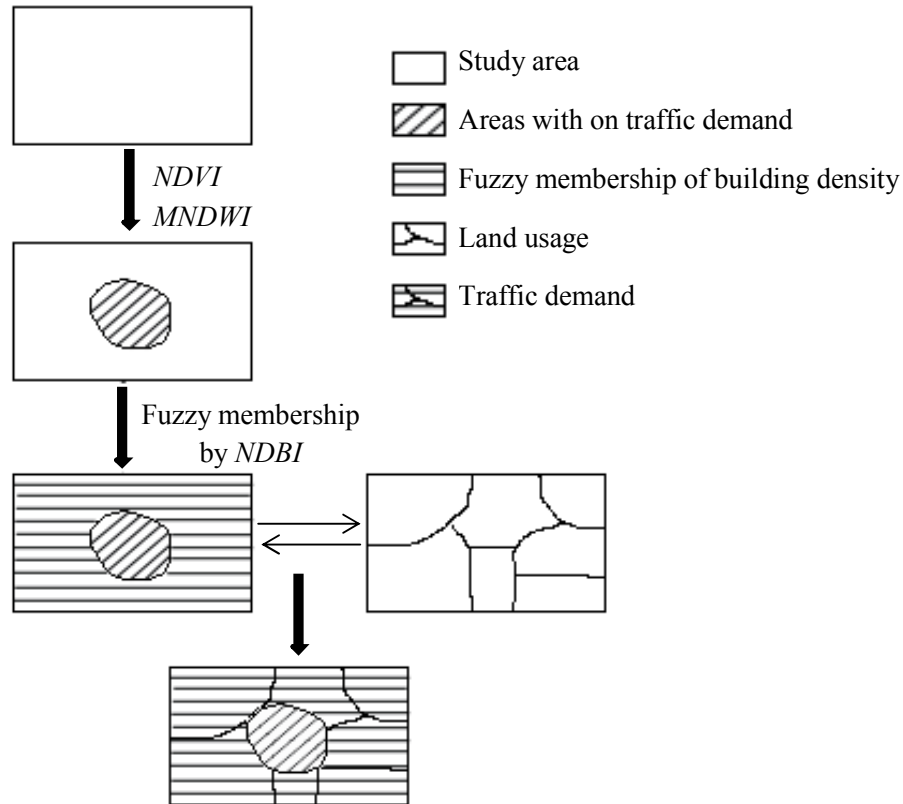 Study area
Areas with on traffic demand
Fuzzy membership of building density
Land usage
Traffic demand
NDVI
MNDWI
Fuzzy membership
by NDBI